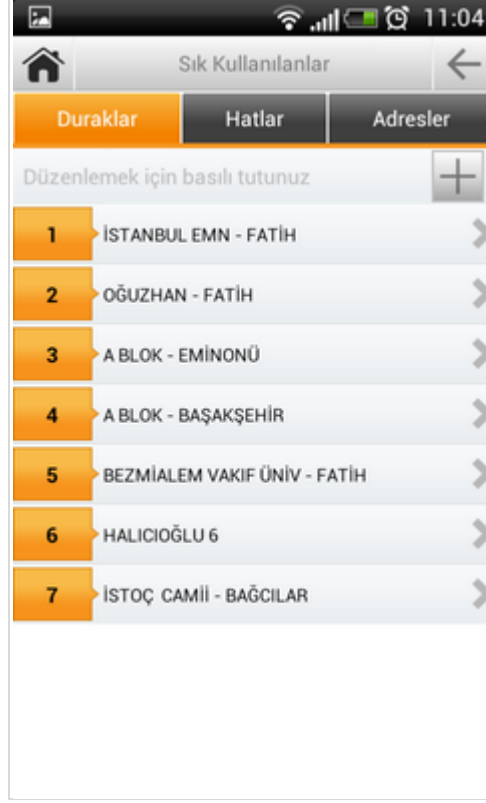 11:04
Sık Kullanılanlar
Duraklar Hatlar Adresler
Düzenlemek için basılı tutunuz
1 İSTANBUL EMN - FATİH
2 OĞUZHAN - FATİH
3 A BLOK - EMİNONÜ
4 A BLOK - BAŞAKŞEHİR
5 BEZMİALEM VAKIF ÜNİV - FATİH
6 HALICIOĞLU 6
7 İSTOÇ CAMİİ - BAĞCILAR